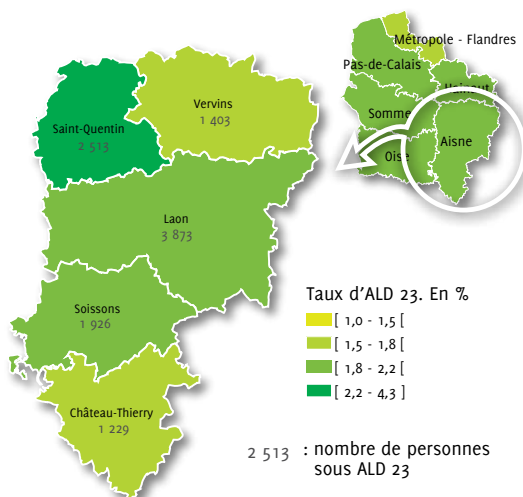 Métropole - Flandres
Pas-de-Calais
Hainaut
Somme
Aisne
Oise
Vervins
1 403
Saint-Quentin
2 513
Laon
3 873
Soissons
1 926
Château-Thierry
1 229
Taux d'ALD 23. En %
[ 1,0 - 1,5 [
[ 1,5 - 1,8 [
[ 1,8 - 2,2 [
[ 2,2 - 4,3 ]
2 513 : nombre de personnes
sous ALD 23